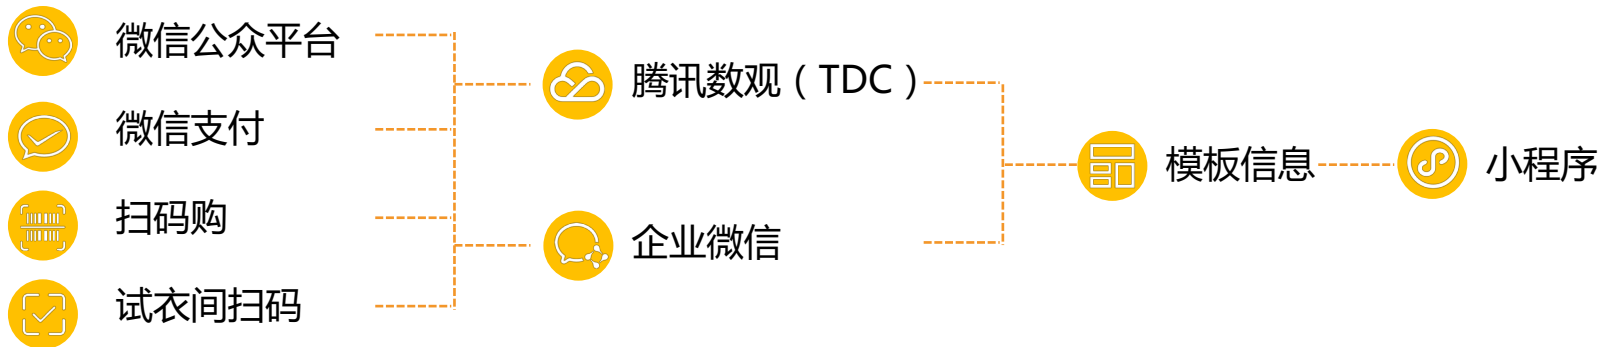 微信公众平台
微信支付
扫码购
试衣间扫码
腾讯数观（TDC）
企业微信
模板信息
小程序